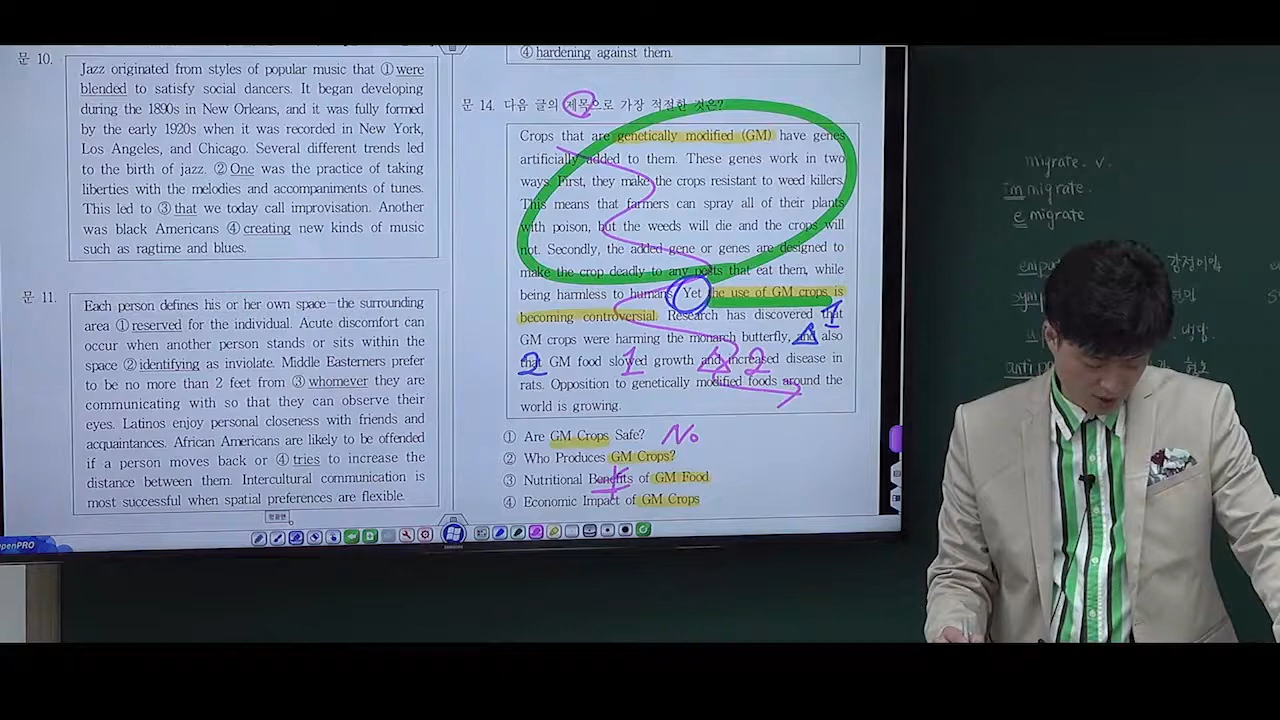 문 10.
Jazz originated from styles of popular music that ① were
blended to satisfy social dancers. It began developing
during the 1890s in New Orleans, and it was fully formed
by the early 1920s when it was recorded in New York,
Los Angeles, and Chicago. Several different trends led
to the birth of jazz. ② One was the practice of taking
liberties with the melodies and accompaniments of tunes.
This led to ③ that we today call improvisation. Another
was black Americans ④ creating new kinds of music
such as ragtime and blues.
문 11.
Each person defines his or her own space—the surrounding
area ① reserved for the individual. Acute discomfort can
occur when another person stands or sits within the
space ② identifying as inviolate. Middle Easterners prefer
to be no more than 2 feet from ③ whomever they are
communicating with so that they can observe their
eyes. Latinos enjoy personal closeness with friends and
acquaintances. African Americans are likely to be offended
if a person moves back or ④ tries to increase the
distance between them. Intercultural communication is
most successful when spatial preferences are flexible.
④ hardening against them.
문 14. 다음 글의 제목으로 가장 적절한 것은?
Crops that are genetically modified (GM) have genes
artificially added to them. These genes work in two
ways. First, they make the crops resistant to weed killers.
This means that farmers can spray all of their plants
with poison, but the weeds will die and the crops will
not. Secondly, the added gene or genes are designed to
make the crop deadly to any pests that eat them, while
being harmless to humans. Yet the use of GM crops is
becoming controversial. Research has discovered that
1
GM crops were harming the monarch butterfly, and also
2 that GM food slowed growth and increased disease in
1 2
rats. Opposition to genetically modified foods around the
world is growing.
① Are GM Crops Safe? No
② Who Produces GM Crops?
③ Nutritional Benefits of GM Food
④ Economic Impact of GM Crops
OpenPRO
migrate. v.
immigrate.
emigrate